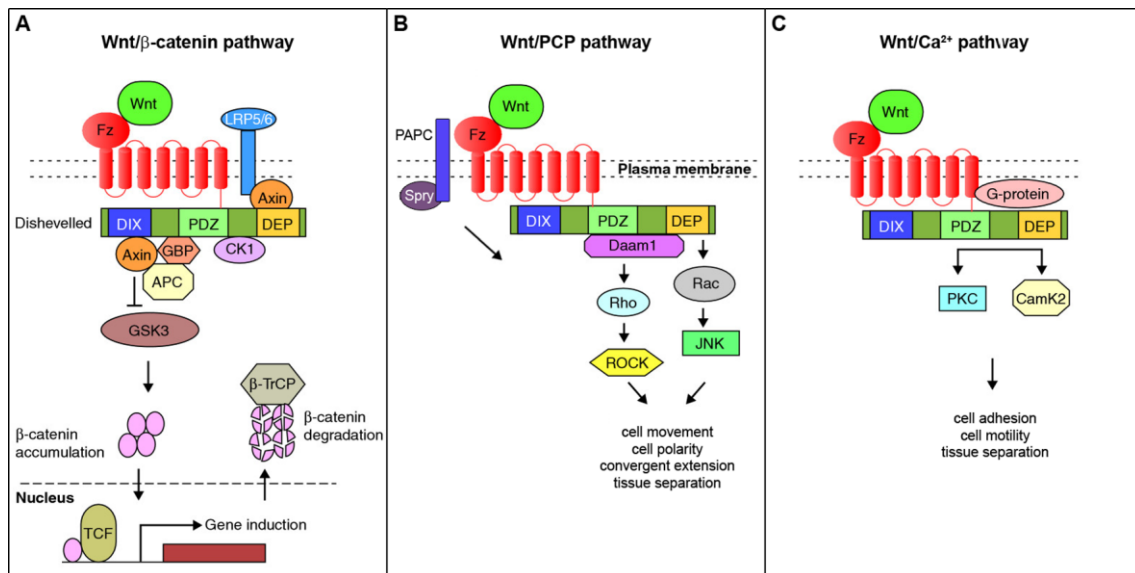 A
Wnt/β-catenin pathway
Wnt
LRP5/6
Fz
Axin
Dishevelled
DIX
PDZ
DEP
Axin
GBP
CK1
APC
GSK3
β-TrCP
β-catenin
accumulation
β-catenin
degradation
Nucleus
TCF
Gene induction
B
Wnt/PCP pathway
Wnt
PAPC
Fz
Plasma membrane
Spry
DIX
PDZ
DEP
Daam1
Rho
Rac
ROCK
JNK
cell movement
cell polarity
convergent extension
tissue separation
C
Wnt/Ca²⁺ pathway
Wnt
Fz
G-protein
DIX
PDZ
DEP
PKC
CamK2
cell adhesion
cell motility
tissue separation